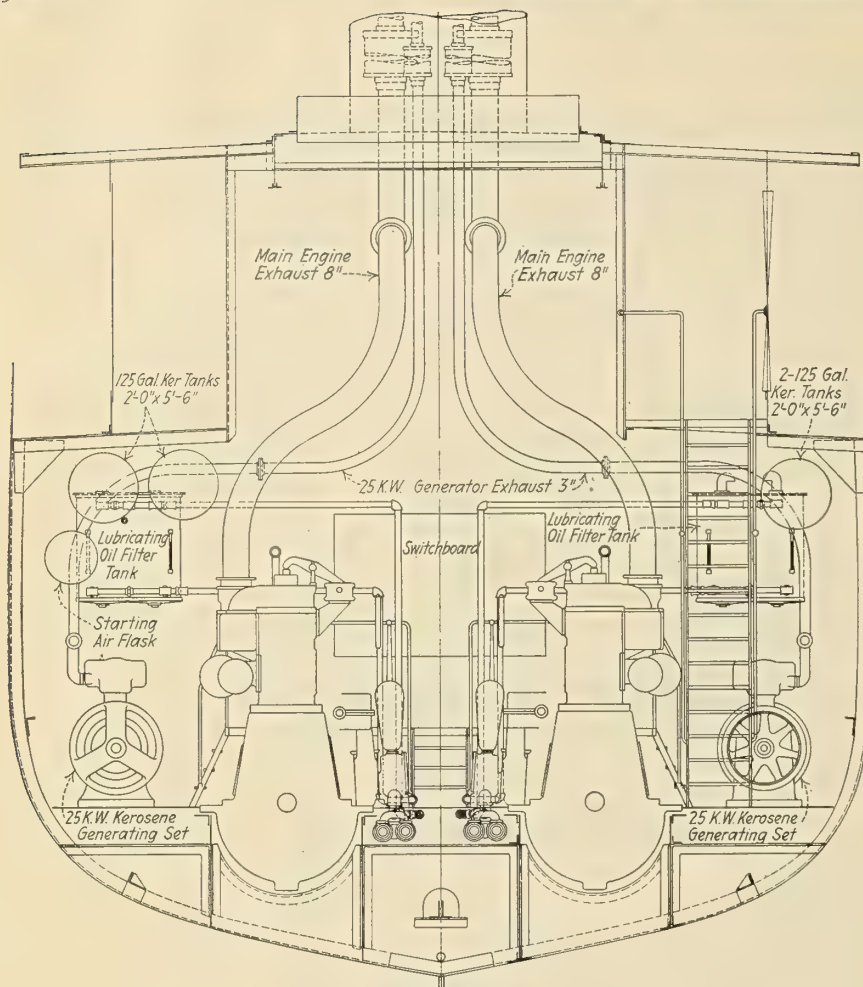 Main Engine
Exhaust 8"
Main Engine
Exhaust 8"
125 Gal. Ker Tanks
2'-0" x 5'-6"
2-125 Gal.
Ker. Tanks
2'-0" x 5'-6"
25 K.W. Generator Exhaust 3"
Lubricating
Oil Filter
Tank
Switchboard
Lubricating
Oil Filter Tank
Starting
Air Flask
25 K.W. Kerosene
Generating Set
25 K.W. Kerosene
Generating Set